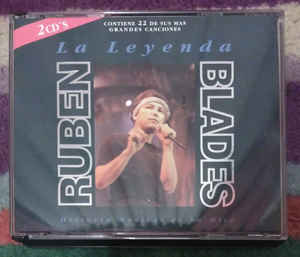 2CD'S
CONTIENE 22 DE SUS MAS
GRANDES CANCIONES
La Leyenda
RUBEN
BLADES